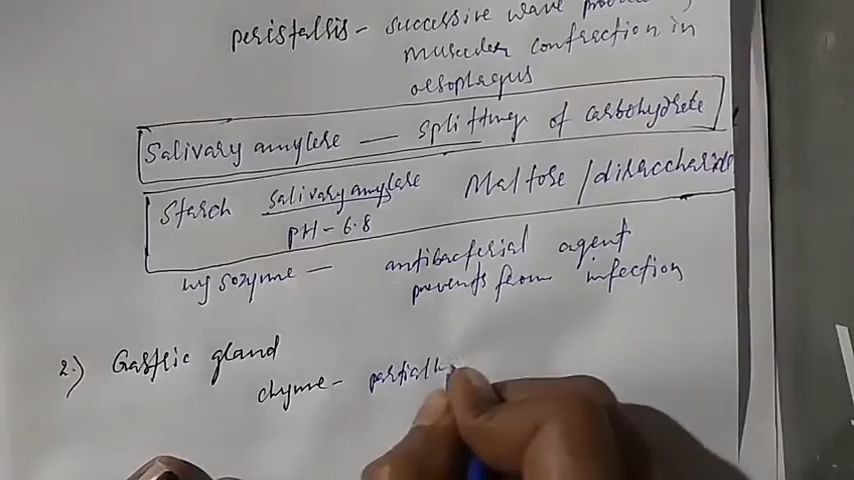 peristalsis - successive wave
muscular contraction in
oesophagus
Salivary amylase — splitting of carbohydrate
Starch salivary amylase Maltose / disaccharide
pH - 6.8
lysozyme — antibacterial agent
prevents from infection
2.) Gastric gland
chyme - partially